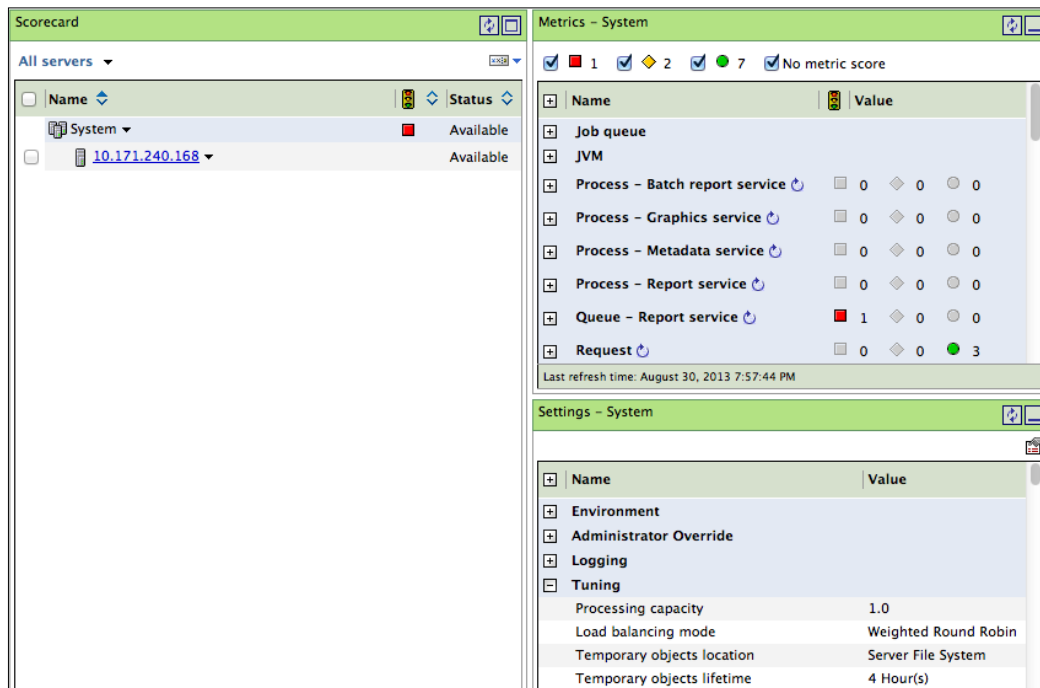 Scorecard
All servers
Name Status
System Available
10.171.240.168 Available
Metrics – System
1 2 7 No metric score
Name Value
Job queue
JVM
Process – Batch report service 0 0 0
Process – Graphics service 0 0 0
Process – Metadata service 0 0 0
Process – Report service 0 0 0
Queue – Report service 1 0 0
Request 0 0 3
Last refresh time: August 30, 2013 7:57:44 PM
Settings – System
Name Value
Environment
Administrator Override
Logging
Tuning
Processing capacity 1.0
Load balancing mode Weighted Round Robin
Temporary objects location Server File System
Temporary objects lifetime 4 Hour(s)